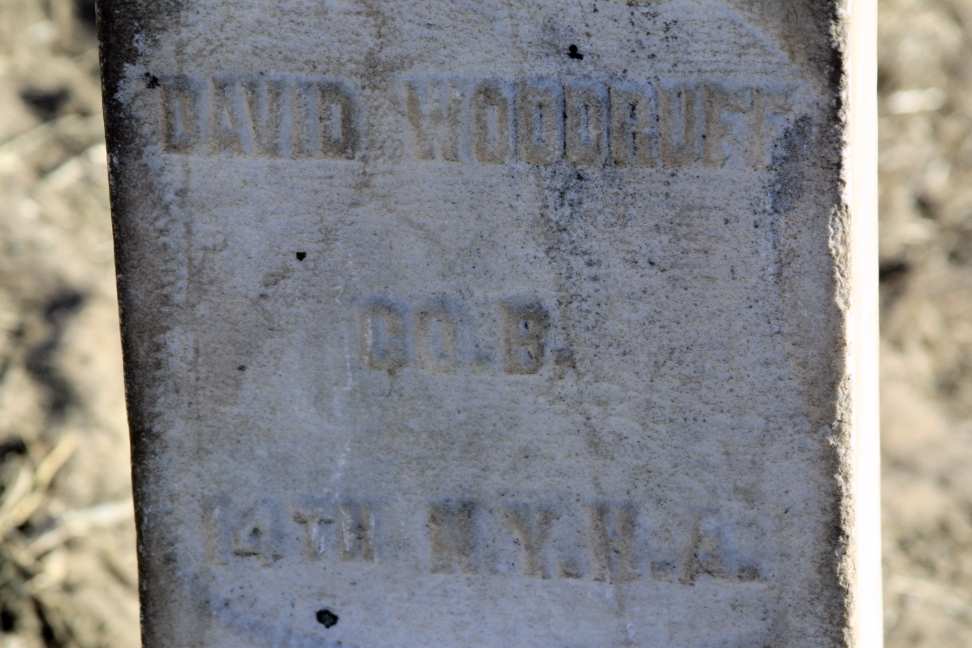 DAVID WOODRUFF
CO. B.
14TH N.Y.H.A.